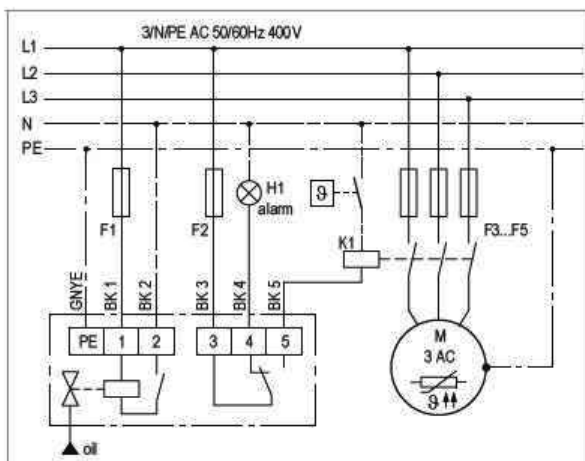 3/N/PE AC 50/60Hz 400V
L1
L2
L3
N
PE
F1
F2
H1
alarm
ϑ
K1
F3...F5
GNYE
BK 1
BK 2
BK 3
BK 4
BK 5
PE 1 2
3 4 5
M
3 AC
ϑ
oil